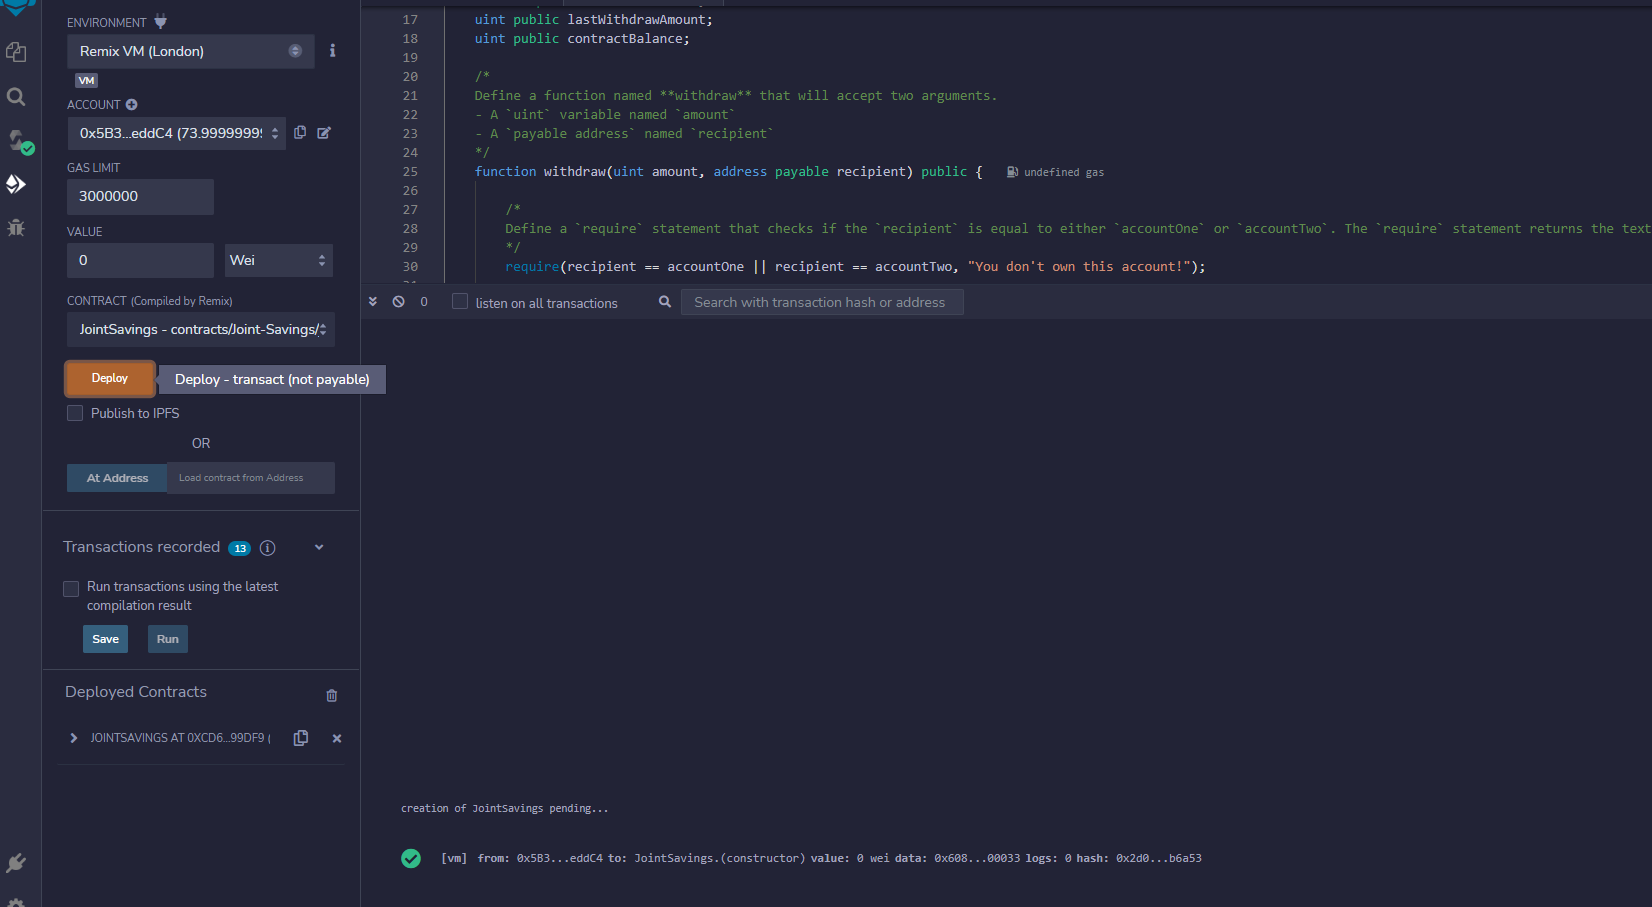 ENVIRONMENT
Remix VM (London)
VM
ACCOUNT
0x5B3...eddC4 (73.99999999
GAS LIMIT
3000000
VALUE
0
Wei
CONTRACT (Compiled by Remix)
JointSavings - contracts/Joint-Savings/
Deploy
Deploy - transact (not payable)
Publish to IPFS
OR
At Address
Load contract from Address
Transactions recorded 13
Run transactions using the latest
compilation result
Save
Run
Deployed Contracts
JOINTSAVINGS AT 0XCD6...99DF9 (
17 uint public lastWithdrawAmount;
18 uint public contractBalance;
19
20 /*
21 Define a function named **withdraw** that will accept two arguments.
22 - A `uint` variable named `amount`
23 - A `payable address` named `recipient`
24 */
25 function withdraw(uint amount, address payable recipient) public { undefined gas
26
27 /*
28 Define a `require` statement that checks if the `recipient` is equal to either `accountOne` or `accountTwo`. The `require` statement returns the text
29 */
30 require(recipient == accountOne || recipient == accountTwo, "You don't own this account!");
0
listen on all transactions
Search with transaction hash or address
creation of JointSavings pending...
[vm] from: 0x5B3...eddC4 to: JointSavings.(constructor) value: 0 wei data: 0x608...00033 logs: 0 hash: 0x2d0...b6a53